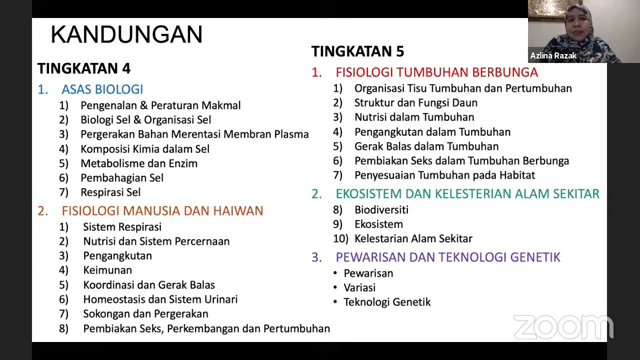 KANDUNGAN
TINGKATAN 4
1. ASAS BIOLOGI
1) Pengenalan & Peraturan Makmal
2) Biologi Sel & Organisasi Sel
3) Pergerakan Bahan Merentasi Membran Plasma
4) Komposisi Kimia dalam Sel
5) Metabolisme dan Enzim
6) Pembahagian Sel
7) Respirasi Sel
2. FISIOLOGI MANUSIA DAN HAIWAN
1) Sistem Respirasi
2) Nutrisi dan Sistem Percernaan
3) Pengangkutan
4) Keimunan
5) Koordinasi dan Gerak Balas
6) Homeostasis dan Sistem Urinari
7) Sokongan dan Pergerakan
8) Pembiakan Seks, Perkembangan dan Pertumbuhan
TINGKATAN 5
1. FISIOLOGI TUMBUHAN BERBUNGA
1) Organisasi Tisu Tumbuhan dan Pertumbuhan
2) Struktur dan Fungsi Daun
3) Nutrisi dalam Tumbuhan
4) Pengangkutan dalam Tumbuhan
5) Gerak Balas dalam Tumbuhan
6) Pembiakan Seks dalam Tumbuhan Berbunga
7) Penyesuaian Tumbuhan pada Habitat
2. EKOSISTEM DAN KELESTERIAN ALAM SEKITAR
8) Biodiversiti
9) Ekosistem
10) Kelestarian Alam Sekitar
3. PEWARISAN DAN TEKNOLOGI GENETIK
• Pewarisan
• Variasi
• Teknologi Genetik
Azlina Razak
zoom